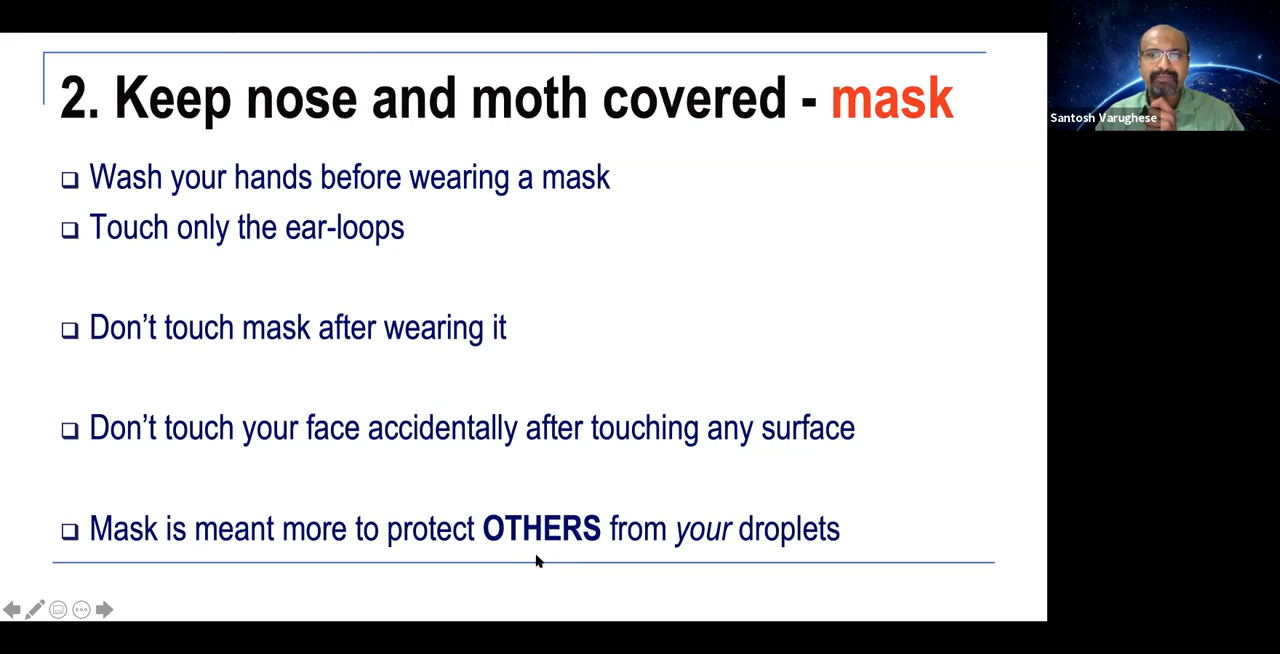 2. Keep nose and moth covered - mask
Santosh Varughese
Wash your hands before wearing a mask
Touch only the ear-loops
Don't touch mask after wearing it
Don't touch your face accidentally after touching any surface
Mask is meant more to protect OTHERS from your droplets